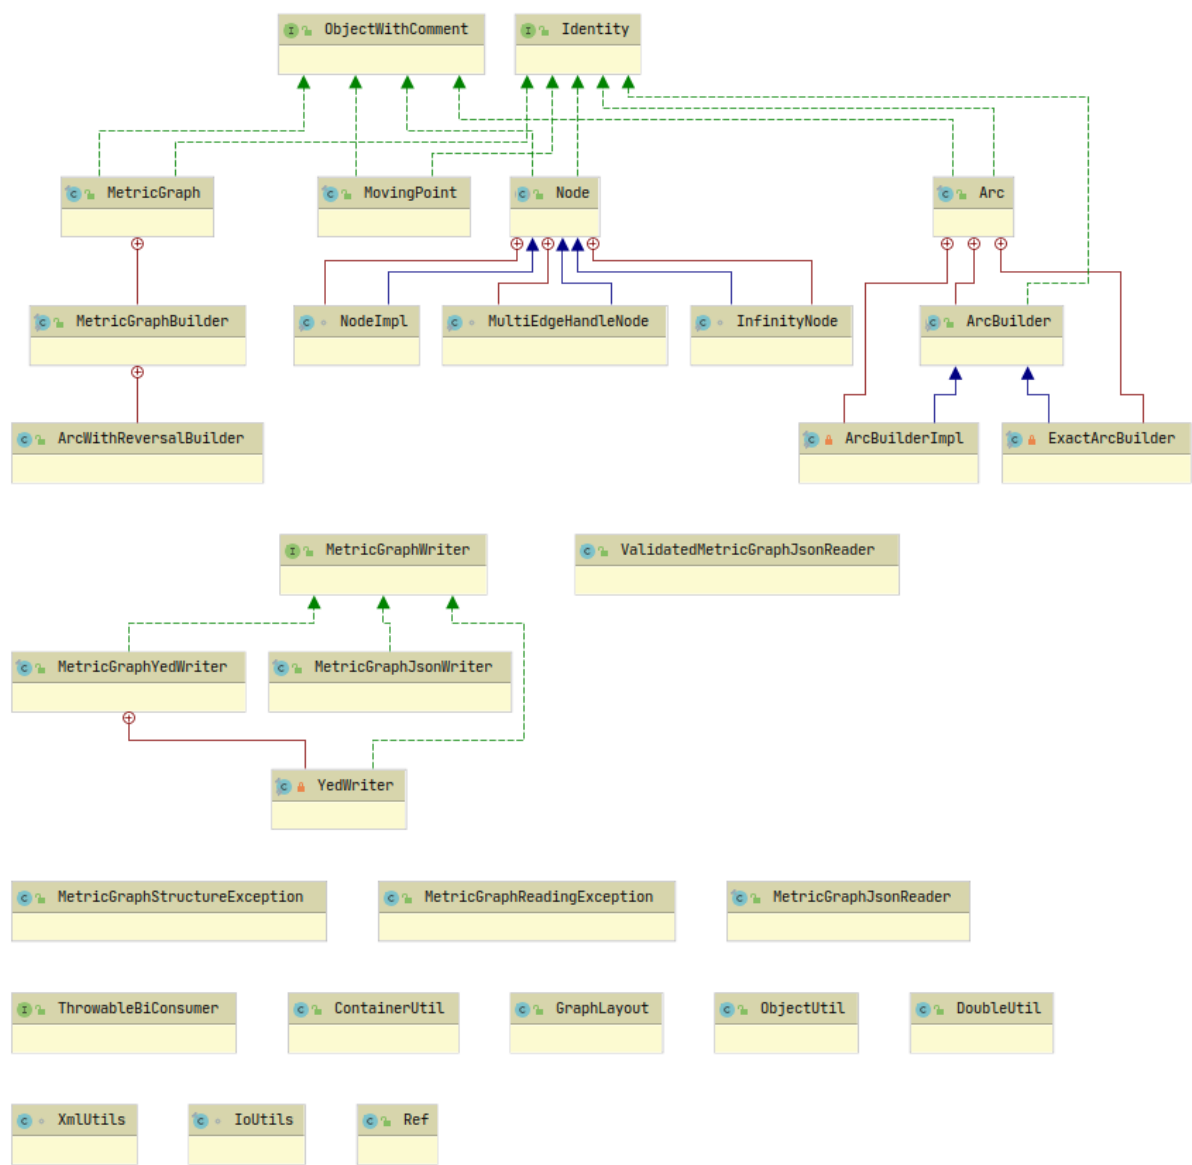 ObjectWithComment
Identity
MetricGraph
MovingPoint
Node
Arc
MetricGraphBuilder
NodeImpl
MultiEdgeHandleNode
InfinityNode
ArcBuilder
ArcWithReversalBuilder
ArcBuilderImpl
ExactArcBuilder
MetricGraphWriter
ValidatedMetricGraphJsonReader
MetricGraphYedWriter
MetricGraphJsonWriter
YedWriter
MetricGraphStructureException
MetricGraphReadingException
MetricGraphJsonReader
ThrowableBiConsumer
ContainerUtil
GraphLayout
ObjectUtil
DoubleUtil
XmlUtils
IoUtils
Ref